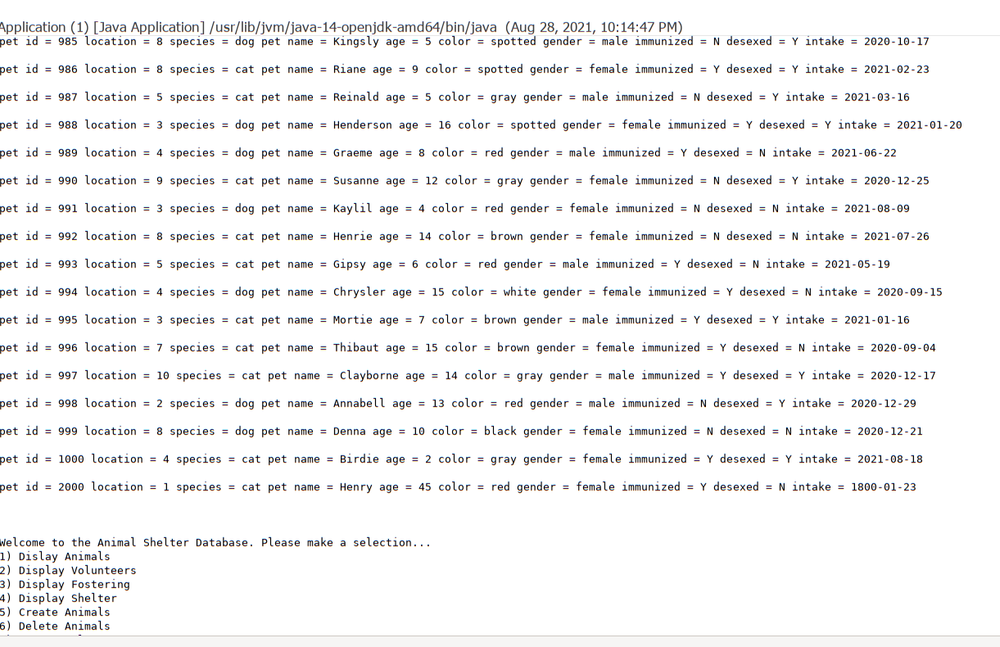 Application (1) [Java Application] /usr/lib/jvm/java-14-openjdk-amd64/bin/java (Aug 28, 2021, 10:14:47 PM)
pet id = 985 location = 8 species = dog pet name = Kingsly age = 5 color = spotted gender = male immunized = N desexed = Y intake = 2020-10-17
pet id = 986 location = 8 species = cat pet name = Riane age = 9 color = spotted gender = female immunized = Y desexed = Y intake = 2021-02-23
pet id = 987 location = 5 species = cat pet name = Reinald age = 5 color = gray gender = male immunized = N desexed = Y intake = 2021-03-16
pet id = 988 location = 3 species = dog pet name = Henderson age = 16 color = spotted gender = female immunized = Y desexed = Y intake = 2021-01-20
pet id = 989 location = 4 species = dog pet name = Graeme age = 8 color = red gender = male immunized = Y desexed = N intake = 2021-06-22
pet id = 990 location = 9 species = cat pet name = Susanne age = 12 color = gray gender = female immunized = N desexed = Y intake = 2020-12-25
pet id = 991 location = 3 species = dog pet name = Kaylil age = 4 color = red gender = female immunized = N desexed = N intake = 2021-08-09
pet id = 992 location = 8 species = cat pet name = Henrie age = 14 color = brown gender = female immunized = N desexed = N intake = 2021-07-26
pet id = 993 location = 5 species = cat pet name = Gipsy age = 6 color = red gender = male immunized = Y desexed = N intake = 2021-05-19
pet id = 994 location = 4 species = dog pet name = Chrysler age = 15 color = white gender = female immunized = Y desexed = N intake = 2020-09-15
pet id = 995 location = 3 species = cat pet name = Mortie age = 7 color = brown gender = male immunized = Y desexed = Y intake = 2021-01-16
pet id = 996 location = 7 species = cat pet name = Thibaut age = 15 color = brown gender = female immunized = Y desexed = N intake = 2020-09-04
pet id = 997 location = 10 species = cat pet name = Clayborne age = 14 color = gray gender = male immunized = Y desexed = Y intake = 2020-12-17
pet id = 998 location = 2 species = dog pet name = Annabell age = 13 color = red gender = male immunized = N desexed = Y intake = 2020-12-29
pet id = 999 location = 8 species = dog pet name = Denna age = 10 color = black gender = female immunized = N desexed = N intake = 2020-12-21
pet id = 1000 location = 4 species = cat pet name = Birdie age = 2 color = gray gender = female immunized = Y desexed = Y intake = 2021-08-18
pet id = 2000 location = 1 species = cat pet name = Henry age = 45 color = red gender = female immunized = Y desexed = N intake = 1800-01-23
Welcome to the Animal Shelter Database. Please make a selection...
1) Dislay Animals
2) Display Volunteers
3) Display Fostering
4) Display Shelter
5) Create Animals
6) Delete Animals